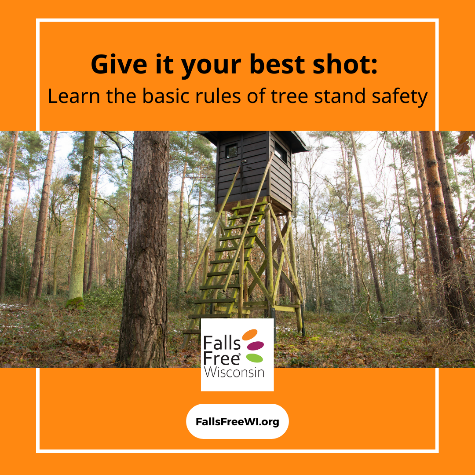 Give it your best shot:
Learn the basic rules of tree stand safety
Falls
Free
Wisconsin
FallsFreeWI.org